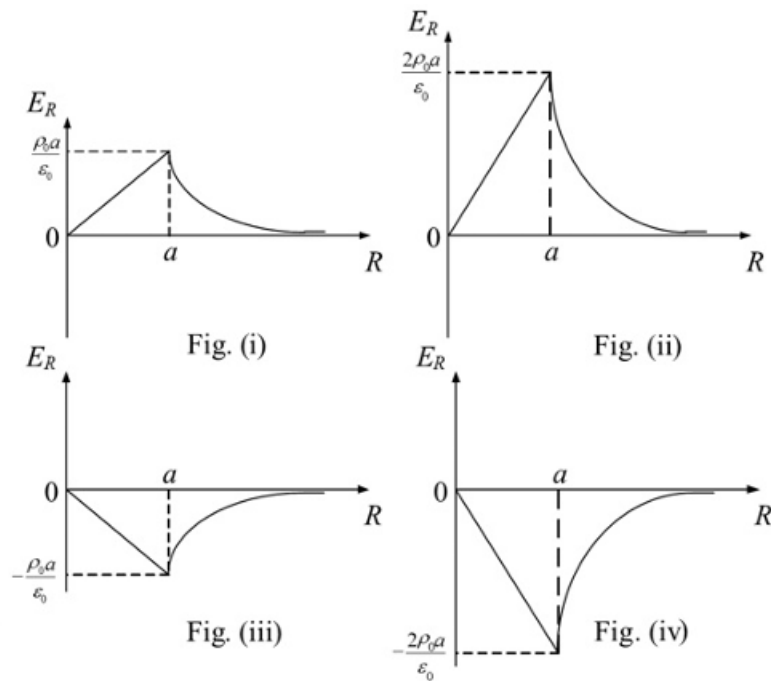 E_R
ρ₀a/ε₀
0
a
R
Fig. (i)
E_R
2ρ₀a/ε₀
0
a
R
Fig. (ii)
E_R
a
0
R
-ρ₀a/ε₀
Fig. (iii)
E_R
a
0
R
-2ρ₀a/ε₀
Fig. (iv)